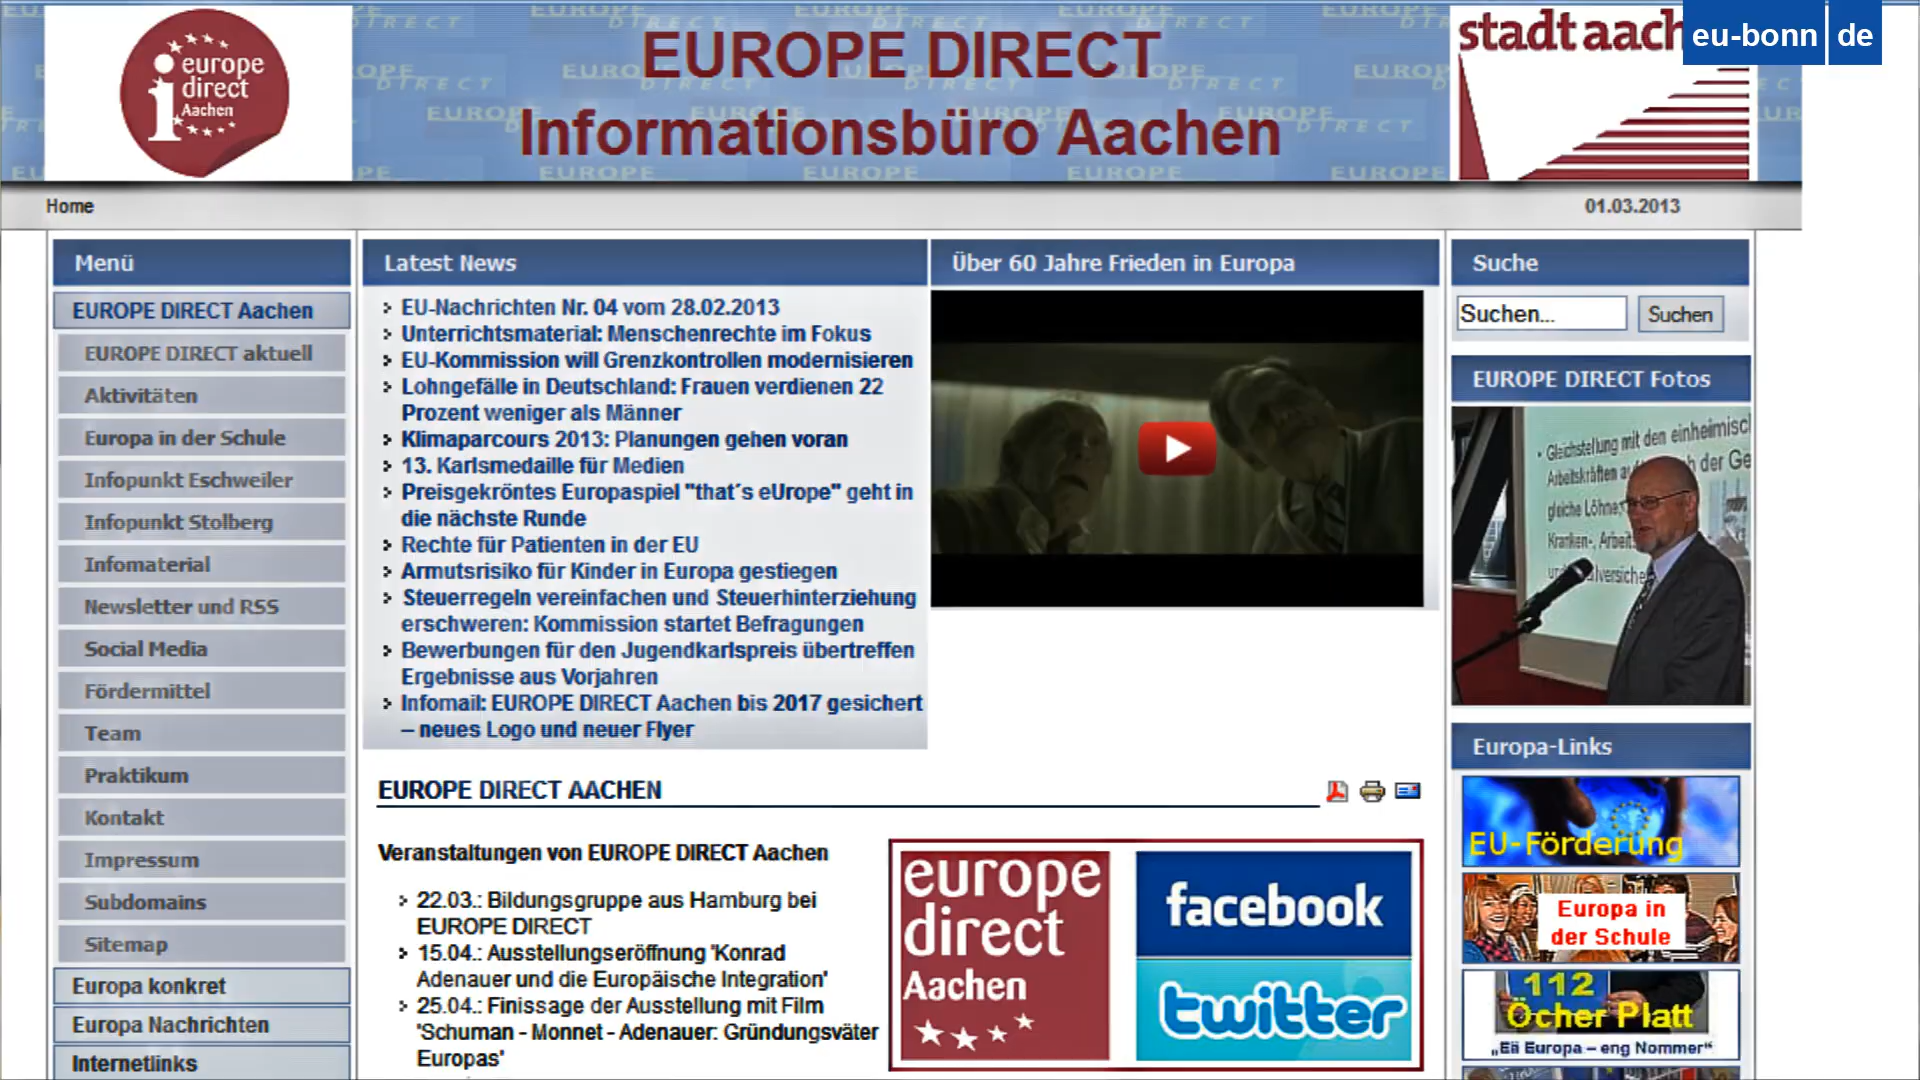 europe
direct
Aachen
EUROPE DIRECT
Informationsbüro Aachen
stadt aach
eu-bonn de
Home
01.03.2013
Menü
EUROPE DIRECT Aachen
EUROPE DIRECT aktuell
Aktivitäten
Europa in der Schule
Infopunkt Eschweiler
Infopunkt Stolberg
Infomaterial
Newsletter und RSS
Social Media
Fördermittel
Team
Praktikum
Kontakt
Impressum
Subdomains
Sitemap
Europa konkret
Europa Nachrichten
Internetlinks
Latest News
EU-Nachrichten Nr. 04 vom 28.02.2013
Unterrichtsmaterial: Menschenrechte im Fokus
EU-Kommission will Grenzkontrollen modernisieren
Lohngefälle in Deutschland: Frauen verdienen 22
Prozent weniger als Männer
Klimaparcours 2013: Planungen gehen voran
13. Karlsmedaille für Medien
Preisgekröntes Europaspiel "that´s eUrope" geht in
die nächste Runde
Rechte für Patienten in der EU
Armutsrisiko für Kinder in Europa gestiegen
Steuerregeln vereinfachen und Steuerhinterziehung
erschweren: Kommission startet Befragungen
Bewerbungen für den Jugendkarlspreis übertreffen
Ergebnisse aus Vorjahren
Infomail: EUROPE DIRECT Aachen bis 2017 gesichert
– neues Logo und neuer Flyer
Über 60 Jahre Frieden in Europa
EUROPE DIRECT AACHEN
Veranstaltungen von EUROPE DIRECT Aachen
22.03.: Bildungsgruppe aus Hamburg bei
EUROPE DIRECT
15.04.: Ausstellungseröffnung 'Konrad
Adenauer und die Europäische Integration'
25.04.: Finissage der Ausstellung mit Film
'Schuman - Monnet - Adenauer: Gründungsväter
Europas'
europe
direct
Aachen
facebook
twitter
Suche
Suchen...
Suchen
EUROPE DIRECT Fotos
Gleichstellung mit den einheimisch
Arbeitskräften der Ge
gleiche Löhne
Kranken-, Arbeits
Europa-Links
EU-Förderung
Europa in
der Schule
112
Öcher Platt
„Eä Europa – eng Nommer“